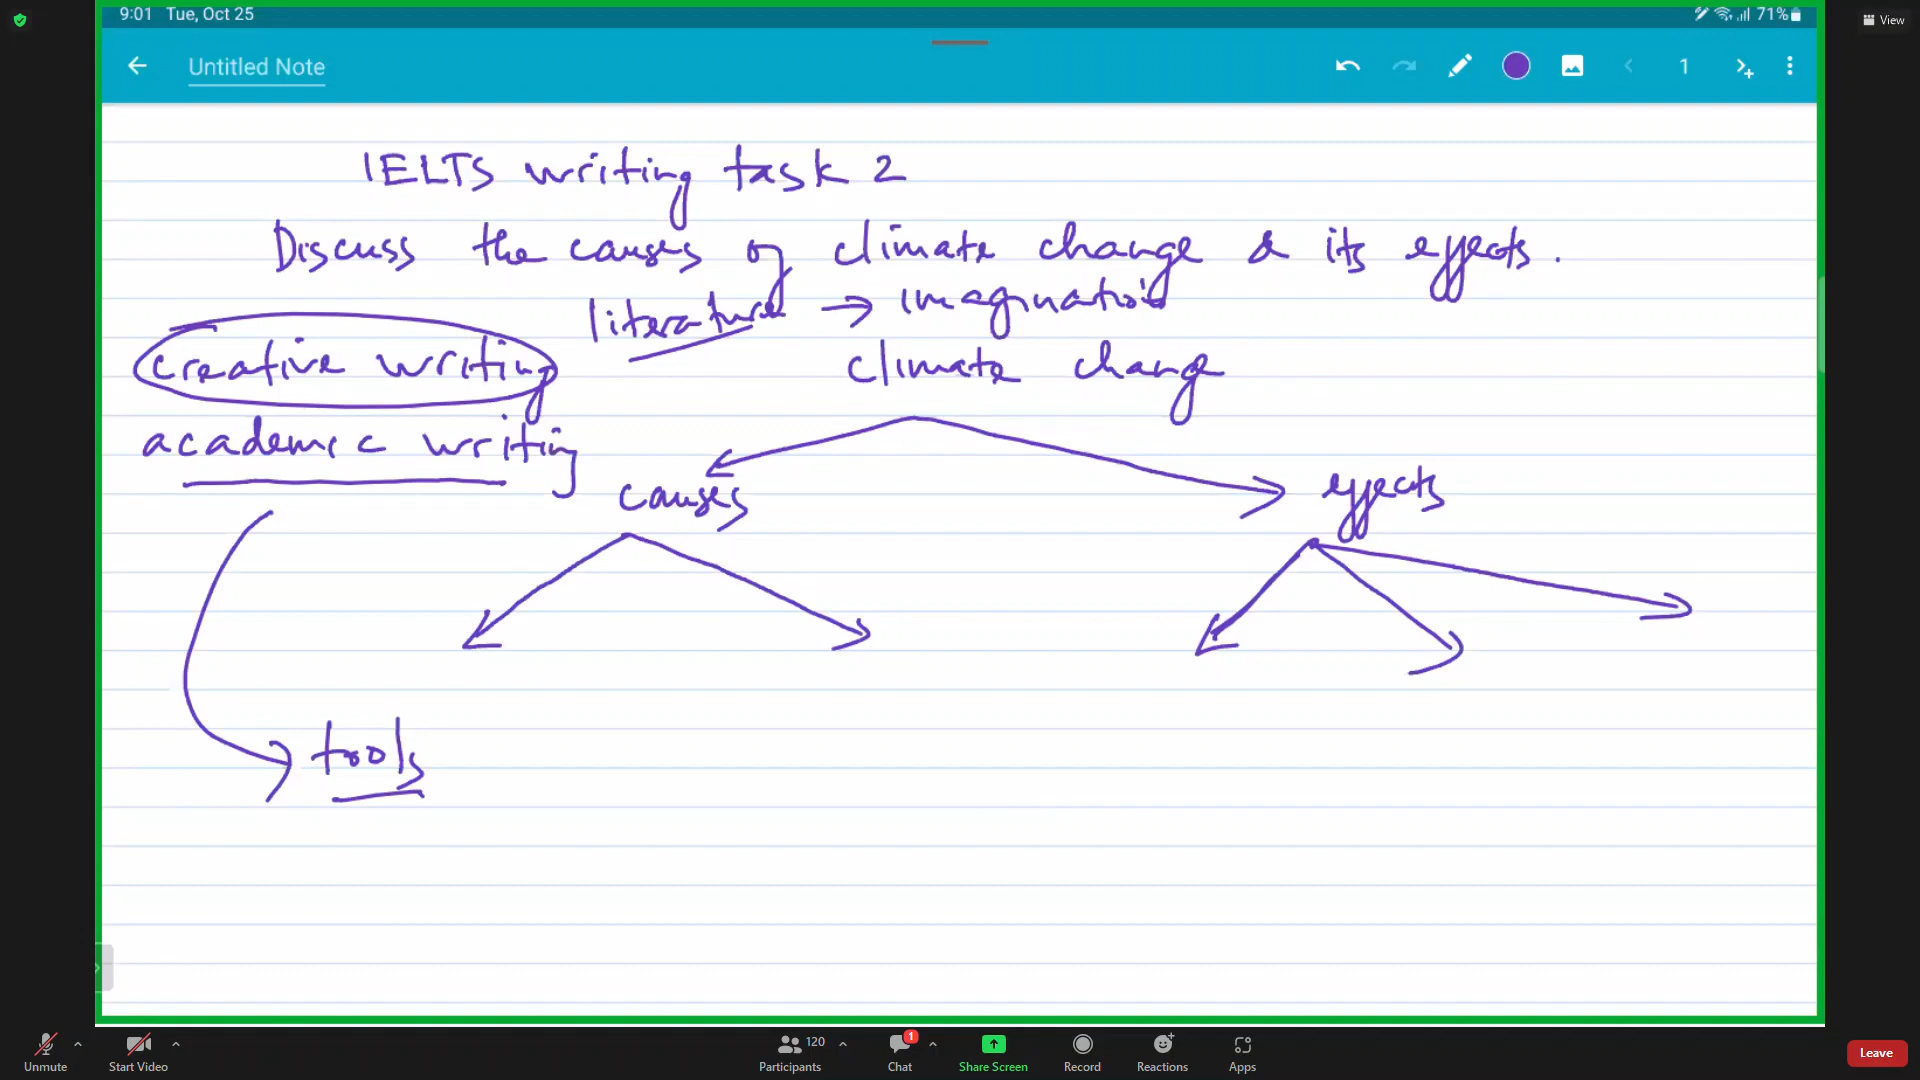 9:01 Tue, Oct 25
71%
View
Untitled Note
1
IELTS writing task 2
Discuss the causes of climate change & its effects.
literature → imagination
creative writing
climate change
academic writing
causes
effects
tools
Unmute
Start Video
120
Participants
1
Chat
Share Screen
Record
Reactions
Apps
Leave